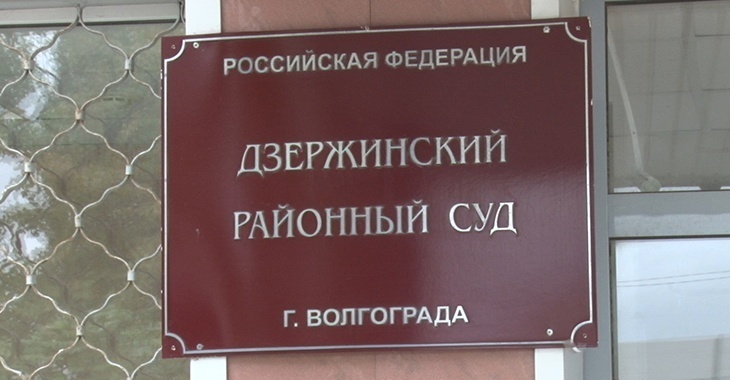 РОССИЙСКАЯ ФЕДЕРАЦИЯ
ДЗЕРЖИНСКИЙ
РАЙОННЫЙ СУД
Г. ВОЛГОГРАДА